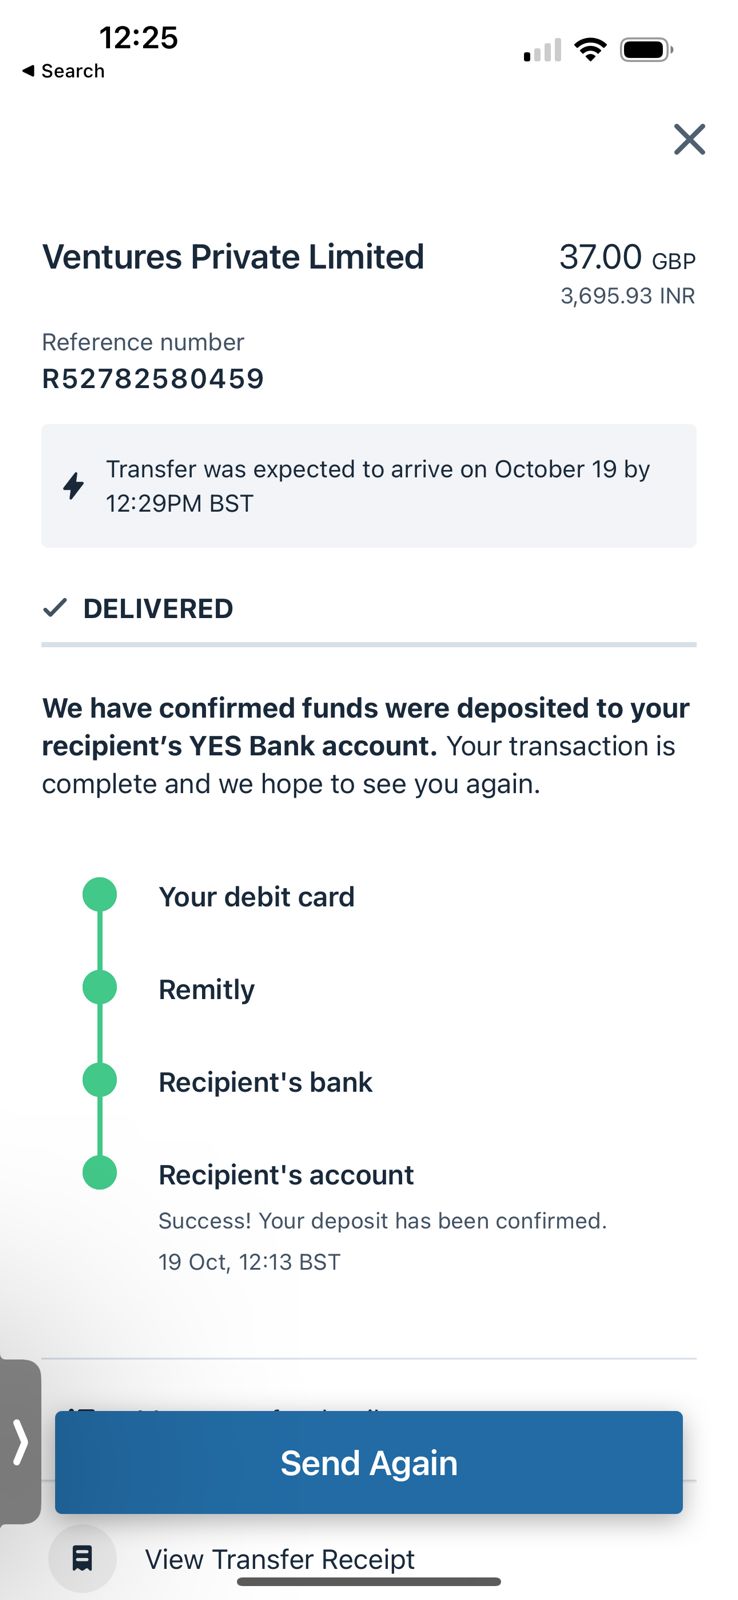 12:25
◀ Search
Ventures Private Limited
37.00 GBP
3,695.93 INR
Reference number
R52782580459
Transfer was expected to arrive on October 19 by
12:29PM BST
DELIVERED
We have confirmed funds were deposited to your
recipient’s YES Bank account. Your transaction is
complete and we hope to see you again.
Your debit card
Remitly
Recipient's bank
Recipient's account
Success! Your deposit has been confirmed.
19 Oct, 12:13 BST
Send Again
View Transfer Receipt